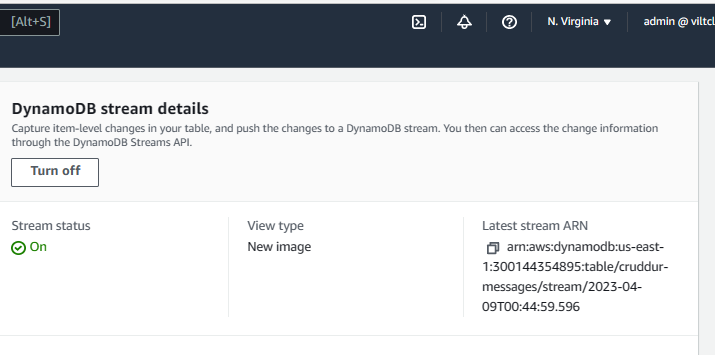 [Alt+S]
N. Virginia ▼
admin @ viltcl
DynamoDB stream details
Capture item-level changes in your table, and push the changes to a DynamoDB stream. You then can access the change information
through the DynamoDB Streams API.
Turn off
Stream status
On
View type
New image
Latest stream ARN
arn:aws:dynamodb:us-east-
1:300144354895:table/cruddur-
messages/stream/2023-04-
09T00:44:59.596